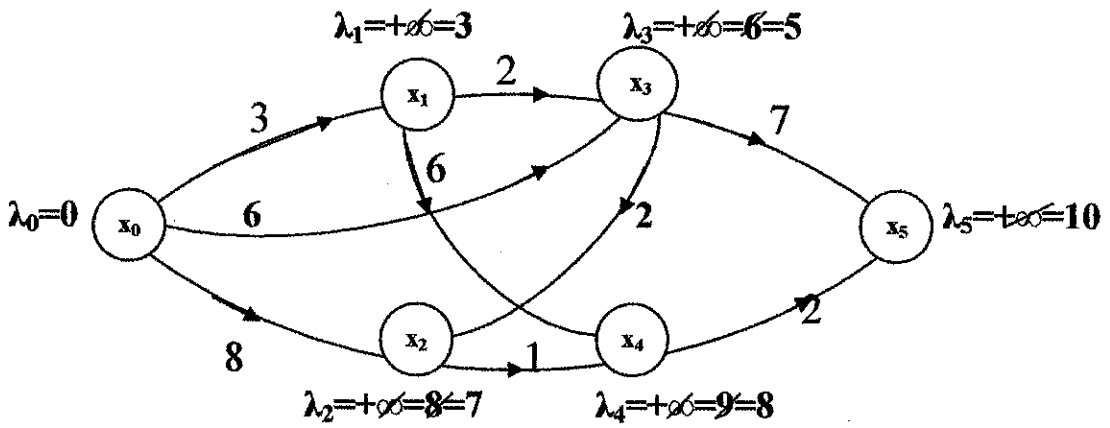 λ₁=+∞=3 λ₃=+∞=6=5
x₁ 2 x₃
3 7
6
λ₀=0 x₀ 6 2 x₅ λ₅=+∞=10
x₂ x₄ 2
8 1
λ₂=+∞=8=7 λ₄=+∞=9=8